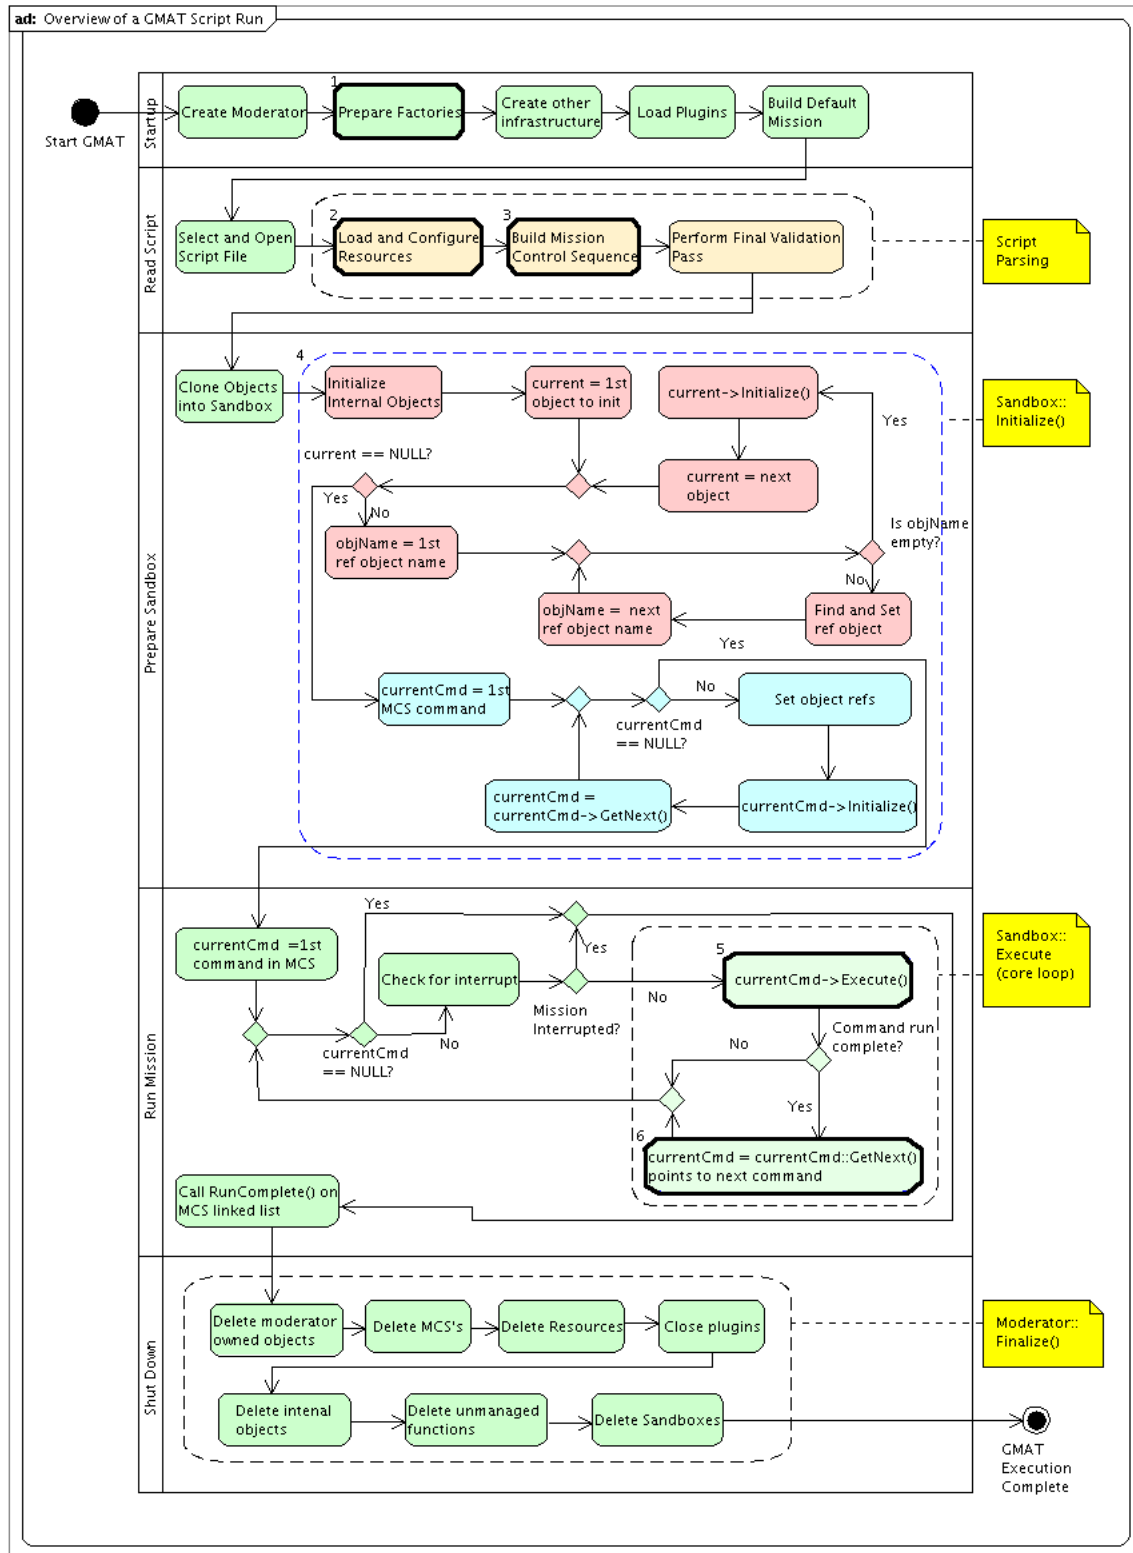 ad: Overview of a GMAT Script Run
Startup
Start GMAT
Create Moderator
1
Prepare Factories
Create other
infrastructure
Load Plugins
Build Default
Mission
Read Script
Select and Open
Script File
2
Load and Configure
Resources
3
Build Mission
Control Sequence
Perform Final Validation
Pass
Script
Parsing
Prepare Sandbox
Clone Objects
into Sandbox
4
Initialize
Internal Objects
current = 1st
object to init
current->Initialize()
Yes
Sandbox::
Initialize()
current == NULL?
Yes
No
current = next
object
Is objName
empty?
objName = 1st
ref object name
No
objName = next
ref object name
Find and Set
ref object
Yes
currentCmd = 1st
MCS command
No
currentCmd
== NULL?
Set object refs
currentCmd =
currentCmd->GetNext()
currentCmd->Initialize()
Run Mission
Yes
currentCmd =1st
command in MCS
Check for interrupt
Yes
5
currentCmd->Execute()
Sandbox::
Execute
(core loop)
No
Mission
Interrupted?
No
currentCmd
== NULL?
Command run
complete?
No
Yes
6
currentCmd = currentCmd::GetNext()
points to next command
Call RunComplete() on
MCS linked list
Shut Down
Delete moderator
owned objects
Delete MCS's
Delete Resources
Close plugins
Moderator::
Finalize()
Delete intenal
objects
Delete unmanaged
functions
Delete Sandboxes
GMAT
Execution
Complete